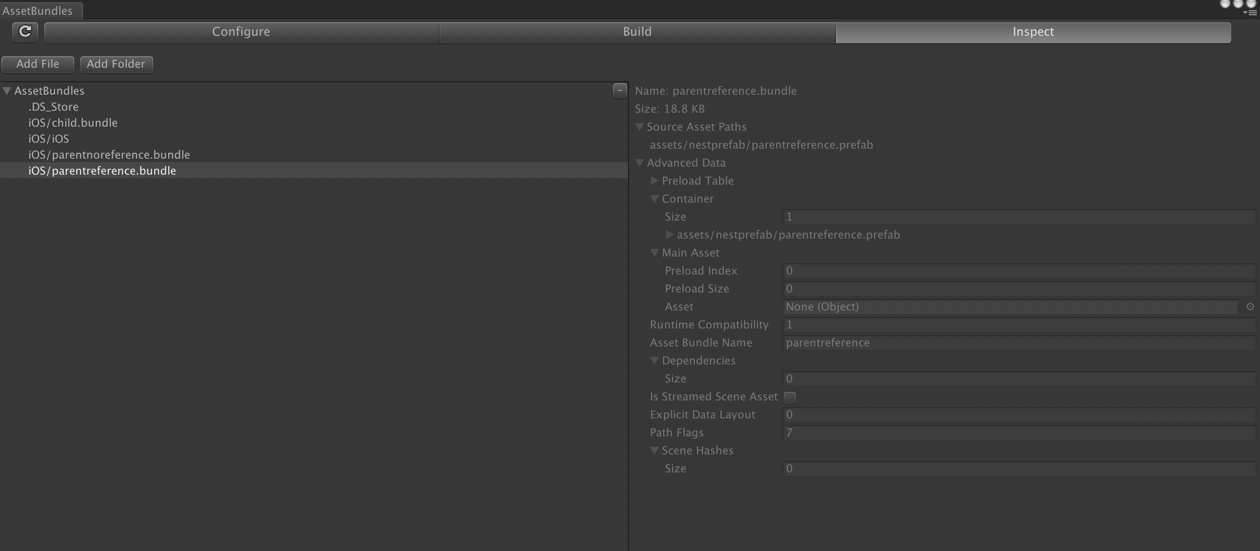 AssetBundles
Configure
Build
Inspect
Add File
Add Folder
AssetBundles
.DS_Store
iOS/child.bundle
iOS/iOS
iOS/parentnoreference.bundle
iOS/parentreference.bundle
Name: parentreference.bundle
Size: 18.8 KB
Source Asset Paths
assets/nestprefab/parentreference.prefab
Advanced Data
Preload Table
Container
Size 1
assets/nestprefab/parentreference.prefab
Main Asset
Preload Index 0
Preload Size 0
Asset None (Object)
Runtime Compatibility 1
Asset Bundle Name parentreference
Dependencies
Size 0
Is Streamed Scene Asset
Explicit Data Layout 0
Path Flags 7
Scene Hashes
Size 0